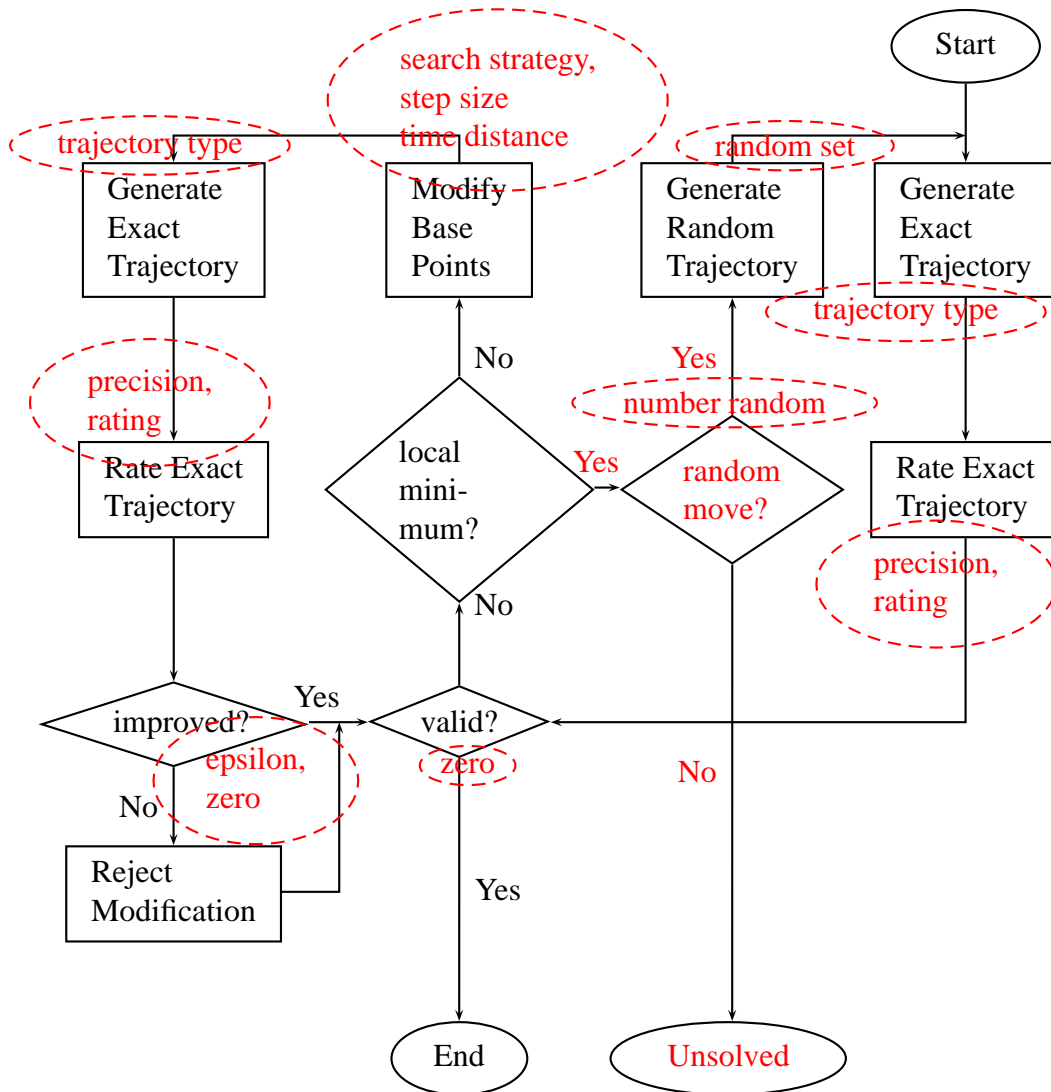 Start
search strategy,
step size
time distance
trajectory type
random set
Generate
Exact
Trajectory
Modify
Base
Points
Generate
Random
Trajectory
Generate
Exact
Trajectory
trajectory type
No
Yes
precision,
rating
number random
Rate Exact
Trajectory
local
mini-
mum?
Yes
random
move?
Rate Exact
Trajectory
precision,
rating
No
improved?
Yes
valid?
epsilon,
zero
zero
No
No
Reject
Modification
Yes
End
Unsolved